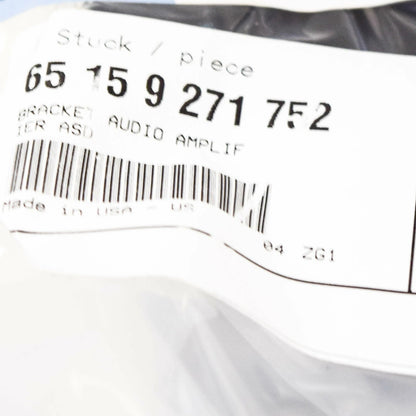 Stuck / piece
65 15 9 271 752
BRACKET AUDIO AMPLIF
IER ASD
Made in USA - US
04 ZG1